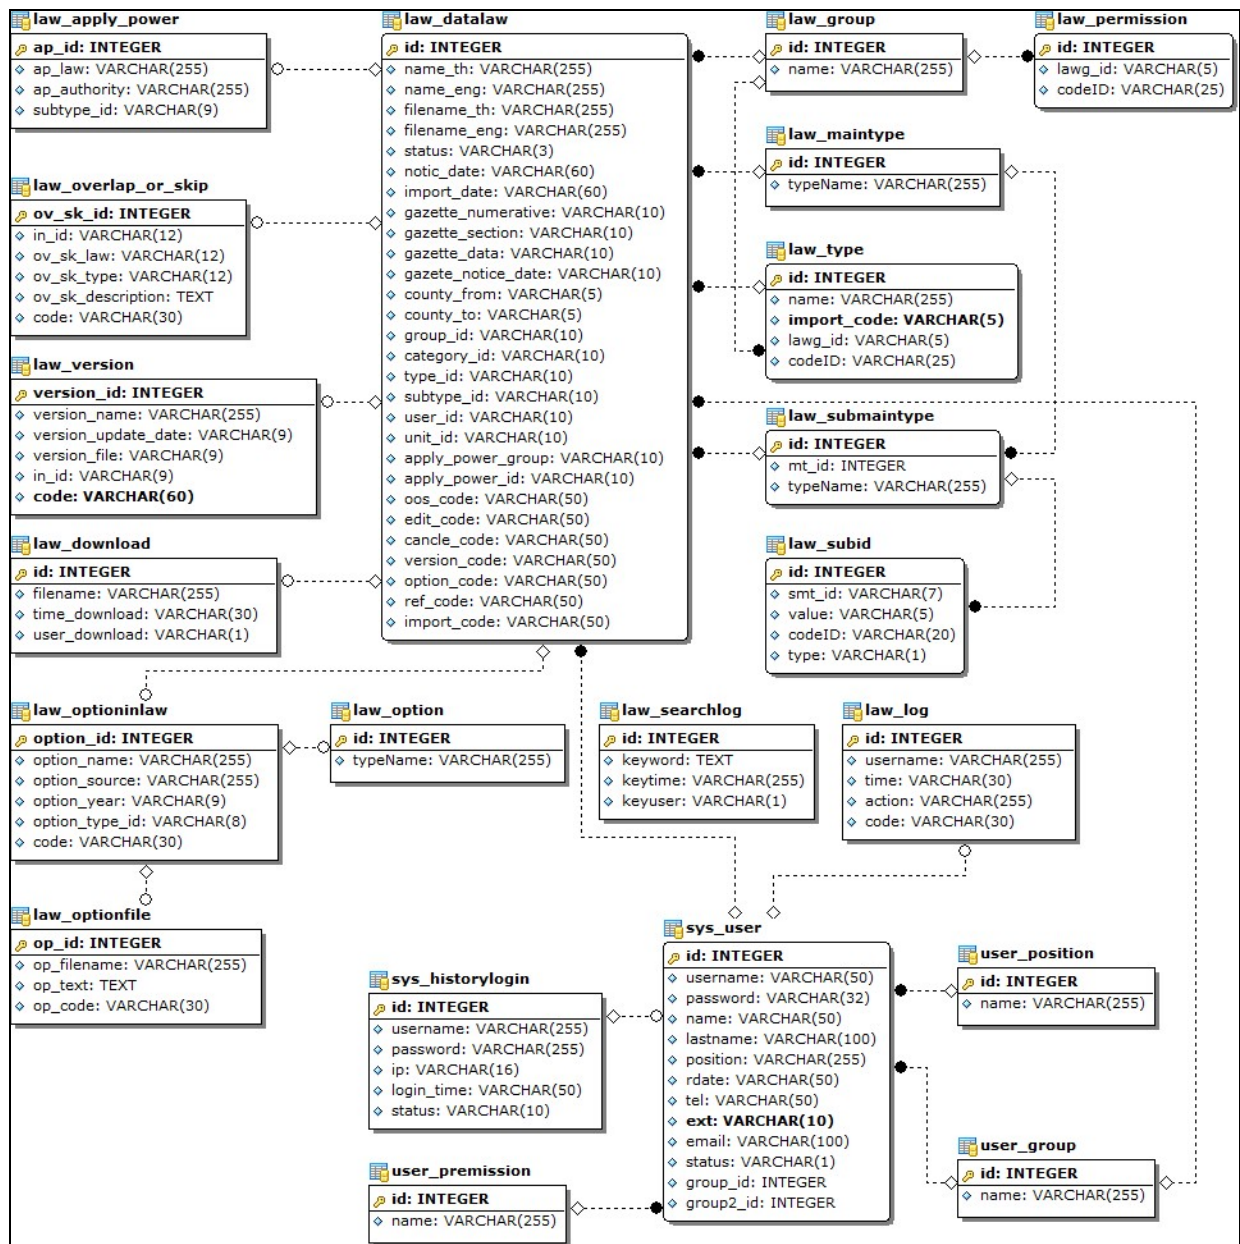 law_apply_power
ap_id: INTEGER
ap_law: VARCHAR(255)
ap_authority: VARCHAR(255)
subtype_id: VARCHAR(9)
law_overlap_or_skip
ov_sk_id: INTEGER
in_id: VARCHAR(12)
ov_sk_law: VARCHAR(12)
ov_sk_type: VARCHAR(12)
ov_sk_description: TEXT
code: VARCHAR(30)
law_version
version_id: INTEGER
version_name: VARCHAR(255)
version_update_date: VARCHAR(9)
version_file: VARCHAR(9)
in_id: VARCHAR(9)
code: VARCHAR(60)
law_download
id: INTEGER
filename: VARCHAR(255)
time_download: VARCHAR(30)
user_download: VARCHAR(1)
law_datalaw
id: INTEGER
name_th: VARCHAR(255)
name_eng: VARCHAR(255)
filename_th: VARCHAR(255)
filename_eng: VARCHAR(255)
status: VARCHAR(3)
notic_date: VARCHAR(60)
import_date: VARCHAR(60)
gazette_numerative: VARCHAR(10)
gazette_section: VARCHAR(10)
gazette_data: VARCHAR(10)
gazete_notice_date: VARCHAR(10)
county_from: VARCHAR(5)
county_to: VARCHAR(5)
group_id: VARCHAR(10)
category_id: VARCHAR(10)
type_id: VARCHAR(10)
subtype_id: VARCHAR(10)
user_id: VARCHAR(10)
unit_id: VARCHAR(10)
apply_power_group: VARCHAR(10)
apply_power_id: VARCHAR(10)
oos_code: VARCHAR(50)
edit_code: VARCHAR(50)
cancle_code: VARCHAR(50)
version_code: VARCHAR(50)
option_code: VARCHAR(50)
ref_code: VARCHAR(50)
import_code: VARCHAR(50)
law_group
id: INTEGER
name: VARCHAR(255)
law_permission
id: INTEGER
lawg_id: VARCHAR(5)
codeID: VARCHAR(25)
law_maintype
id: INTEGER
typeName: VARCHAR(255)
law_type
id: INTEGER
name: VARCHAR(255)
import_code: VARCHAR(5)
lawg_id: VARCHAR(5)
codeID: VARCHAR(25)
law_submaintype
id: INTEGER
mt_id: INTEGER
typeName: VARCHAR(255)
law_subid
id: INTEGER
smt_id: VARCHAR(7)
value: VARCHAR(5)
codeID: VARCHAR(20)
type: VARCHAR(1)
law_optioninlaw
option_id: INTEGER
option_name: VARCHAR(255)
option_source: VARCHAR(255)
option_year: VARCHAR(9)
option_type_id: VARCHAR(8)
code: VARCHAR(30)
law_option
id: INTEGER
typeName: VARCHAR(255)
law_searchlog
id: INTEGER
keyword: TEXT
keytime: VARCHAR(255)
keyuser: VARCHAR(1)
law_log
id: INTEGER
username: VARCHAR(255)
time: VARCHAR(30)
action: VARCHAR(255)
code: VARCHAR(30)
law_optionfile
op_id: INTEGER
op_filename: VARCHAR(255)
op_text: TEXT
op_code: VARCHAR(30)
sys_historylogin
id: INTEGER
username: VARCHAR(255)
password: VARCHAR(255)
ip: VARCHAR(16)
login_time: VARCHAR(50)
status: VARCHAR(10)
user_premission
id: INTEGER
name: VARCHAR(255)
sys_user
id: INTEGER
username: VARCHAR(50)
password: VARCHAR(32)
name: VARCHAR(50)
lastname: VARCHAR(100)
position: VARCHAR(255)
rdate: VARCHAR(50)
tel: VARCHAR(50)
ext: VARCHAR(10)
email: VARCHAR(100)
status: VARCHAR(1)
group_id: INTEGER
group2_id: INTEGER
user_position
id: INTEGER
name: VARCHAR(255)
user_group
id: INTEGER
name: VARCHAR(255)